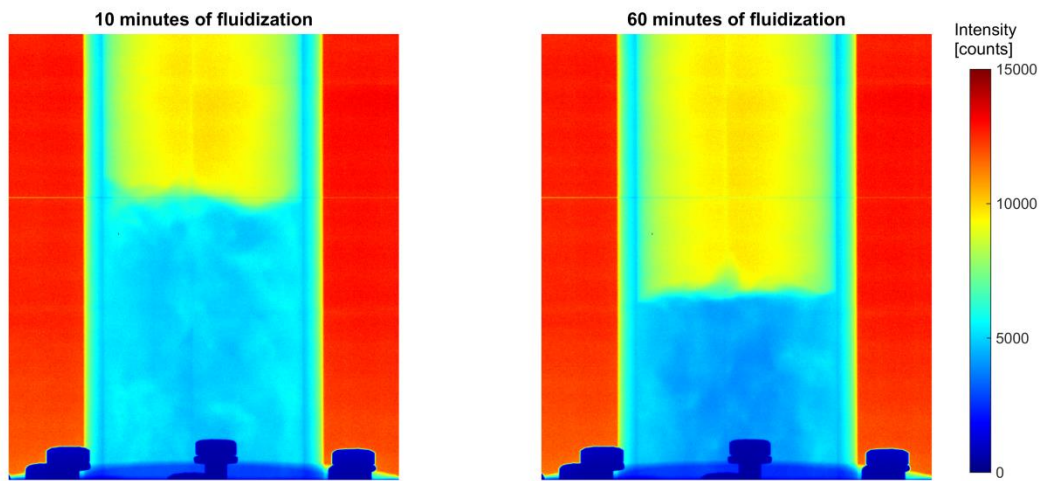 10 minutes of fluidization
60 minutes of fluidization
Intensity
[counts]
15000
10000
5000
0